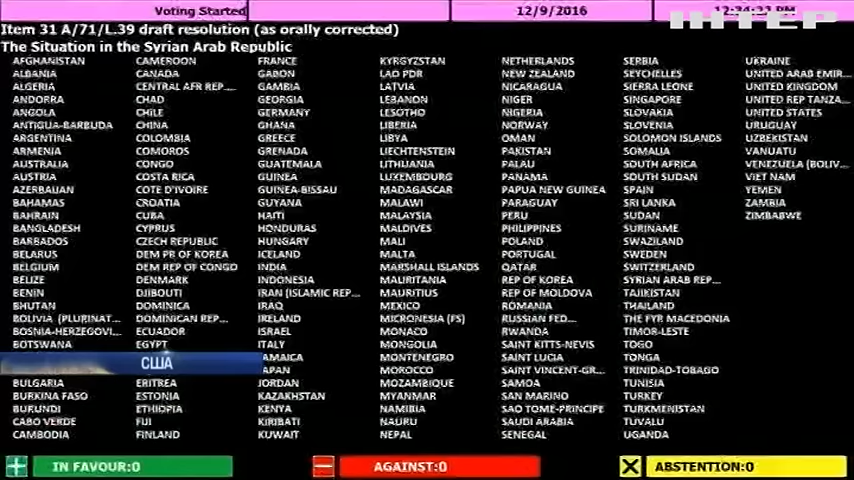 Voting Started 12/9/2016 12:34:23 PM
ІНТЕР
Item 31 A/71/L.39 draft resolution (as orally corrected)
The Situation in the Syrian Arab Republic
AFGHANISTAN CAMEROON FRANCE KYRGYZSTAN NETHERLANDS SERBIA UKRAINE
ALBANIA CANADA GABON LAO PDR NEW ZEALAND SEYCHELLES UNITED ARAB EMIR...
ALGERIA CENTRAL AFR REP... GAMBIA LATVIA NICARAGUA SIERRA LEONE UNITED KINGDOM
ANDORRA CHAD GEORGIA LEBANON NIGER SINGAPORE UNITED REP TANZA...
ANGOLA CHILE GERMANY LESOTHO NIGERIA SLOVAKIA UNITED STATES
ANTIGUA-BARBUDA CHINA GHANA LIBERIA NORWAY SLOVENIA URUGUAY
ARGENTINA COLOMBIA GREECE LIBYA OMAN SOLOMON ISLANDS UZBEKISTAN
ARMENIA COMOROS GRENADA LIECHTENSTEIN PAKISTAN SOMALIA VANUATU
AUSTRALIA CONGO GUATEMALA LITHUANIA PALAU SOUTH AFRICA VENEZUELA (BOLIV...
AUSTRIA COSTA RICA GUINEA LUXEMBOURG PANAMA SOUTH SUDAN VIET NAM
AZERBAIJAN COTE D'IVOIRE GUINEA-BISSAU MADAGASCAR PAPUA NEW GUINEA SPAIN YEMEN
BAHAMAS CROATIA GUYANA MALAWI PARAGUAY SRI LANKA ZAMBIA
BAHRAIN CUBA HAITI MALAYSIA PERU SUDAN ZIMBABWE
BANGLADESH CYPRUS HONDURAS MALDIVES PHILIPPINES SURINAME
BARBADOS CZECH REPUBLIC HUNGARY MALI POLAND SWAZILAND
BELARUS DEM PR OF KOREA ICELAND MALTA PORTUGAL SWEDEN
BELGIUM DEM REP OF CONGO INDIA MARSHALL ISLANDS QATAR SWITZERLAND
BELIZE DENMARK INDONESIA MAURITANIA REP OF KOREA SYRIAN ARAB REP...
BENIN DJIBOUTI IRAN (ISLAMIC REP... MAURITIUS REP OF MOLDOVA TAJIKISTAN
BHUTAN DOMINICA IRAQ MEXICO ROMANIA THAILAND
BOLIVIA (PLURINAT... DOMINICAN REP... IRELAND MICRONESIA (FS) RUSSIAN FED... THE FYR MACEDONIA
BOSNIA-HERZEGOVI... ECUADOR ISRAEL MONACO RWANDA TIMOR-LESTE
BOTSWANA EGYPT ITALY MONGOLIA SAINT KITTS-NEVIS TOGO
США AMAICA MONTENEGRO SAINT LUCIA TONGA
APAN MOROCCO SAINT VINCENT-GR... TRINIDAD-TOBAGO
BULGARIA ERITREA JORDAN MOZAMBIQUE SAMOA TUNISIA
BURKINA FASO ESTONIA KAZAKHSTAN MYANMAR SAN MARINO TURKEY
BURUNDI ETHIOPIA KENYA NAMIBIA SAO TOME-PRINCIPE TURKMENISTAN
CABO VERDE FIJI KIRIBATI NAURU SAUDI ARABIA TUVALU
CAMBODIA FINLAND KUWAIT NEPAL SENEGAL UGANDA
IN FAVOUR:0 AGAINST:0 ABSTENTION:0